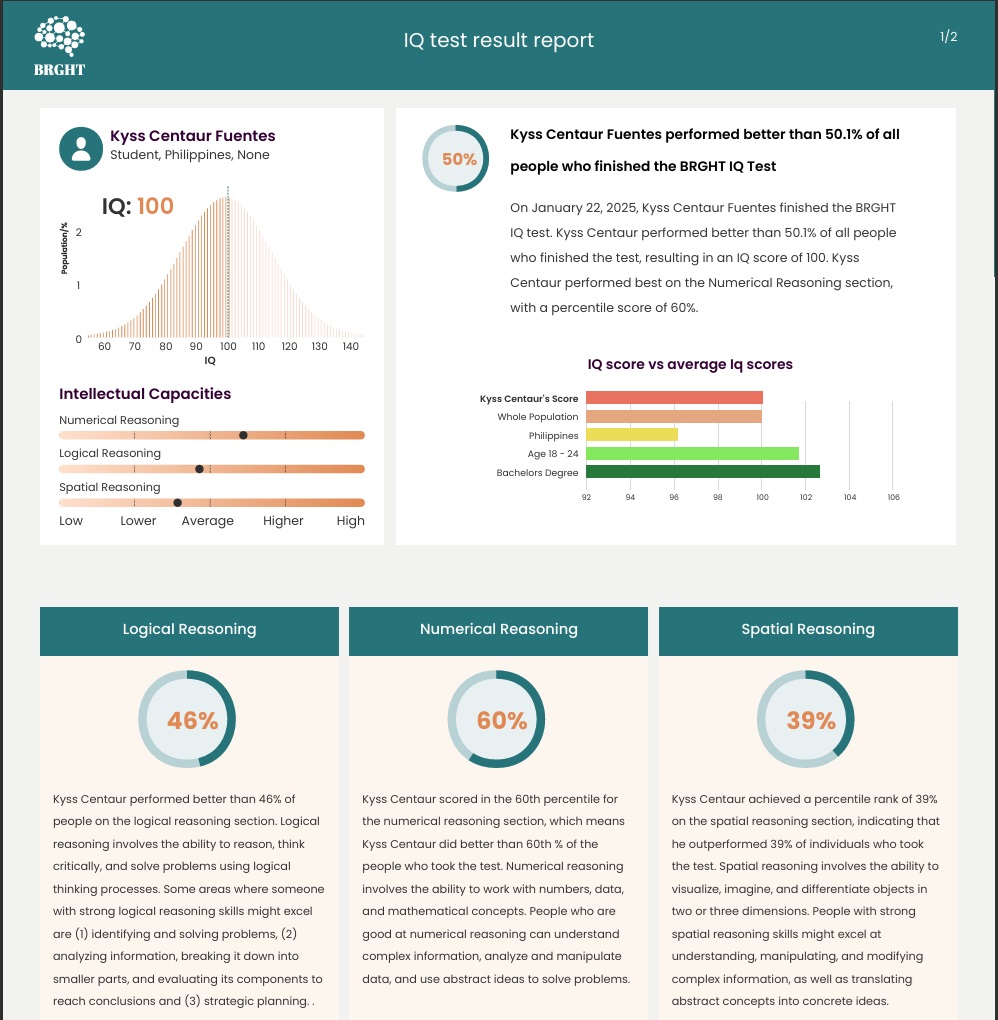 BRGHT
IQ test result report
1/2
Kyss Centaur Fuentes
Student, Philippines, None
IQ: 100
Population/%
2
1
0
60 70 80 90 100 110 120 130 140
IQ
Intellectual Capacities
Numerical Reasoning
Logical Reasoning
Spatial Reasoning
Low Lower Average Higher High
50%
Kyss Centaur Fuentes performed better than 50.1% of all
people who finished the BRGHT IQ Test
On January 22, 2025, Kyss Centaur Fuentes finished the BRGHT
IQ test. Kyss Centaur performed better than 50.1% of all people
who finished the test, resulting in an IQ score of 100. Kyss
Centaur performed best on the Numerical Reasoning section,
with a percentile score of 60%.
IQ score vs average Iq scores
Kyss Centaur's Score
Whole Population
Philippines
Age 18 - 24
Bachelors Degree
92 94 96 98 100 102 104 106
Logical Reasoning
46%
Kyss Centaur performed better than 46% of
people on the logical reasoning section. Logical
reasoning involves the ability to reason, think
critically, and solve problems using logical
thinking processes. Some areas where someone
with strong logical reasoning skills might excel
are (1) identifying and solving problems, (2)
analyzing information, breaking it down into
smaller parts, and evaluating its components to
reach conclusions and (3) strategic planning. .
Numerical Reasoning
60%
Kyss Centaur scored in the 60th percentile for
the numerical reasoning section, which means
Kyss Centaur did better than 60th % of the
people who took the test. Numerical reasoning
involves the ability to work with numbers, data,
and mathematical concepts. People who are
good at numerical reasoning can understand
complex information, analyze and manipulate
data, and use abstract ideas to solve problems.
Spatial Reasoning
39%
Kyss Centaur achieved a percentile rank of 39%
on the spatial reasoning section, indicating that
he outperformed 39% of individuals who took
the test. Spatial reasoning involves the ability to
visualize, imagine, and differentiate objects in
two or three dimensions. People with strong
spatial reasoning skills might excel at
understanding, manipulating, and modifying
complex information, as well as translating
abstract concepts into concrete ideas.